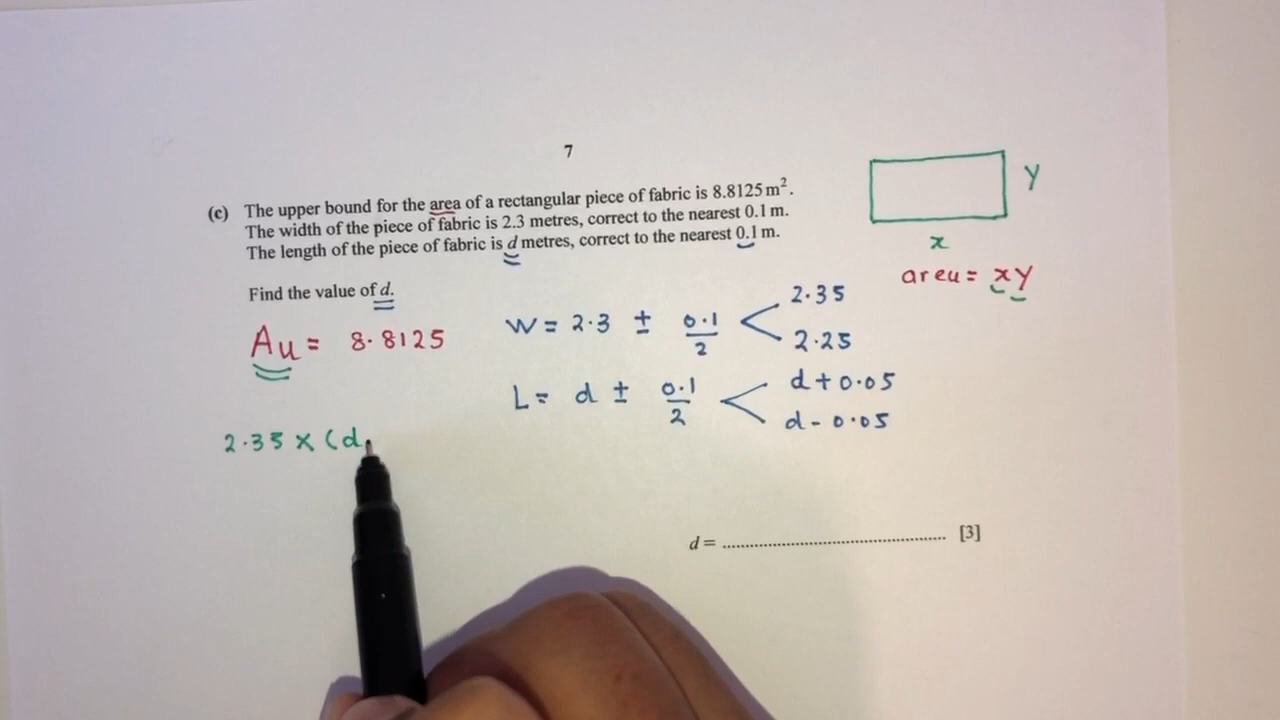 7
(c) The upper bound for the area of a rectangular piece of fabric is 8.8125 m².
The width of the piece of fabric is 2.3 metres, correct to the nearest 0.1 m.
The length of the piece of fabric is d metres, correct to the nearest 0.1 m.
Find the value of d.
y
x
area = xy
Au = 8.8125
W = 2.3 ± 0.1/2 < 2.35
2.25
L = d ± 0.1/2 < d + 0.05
d - 0.05
2.35 × (d
d = ................................................ [3]